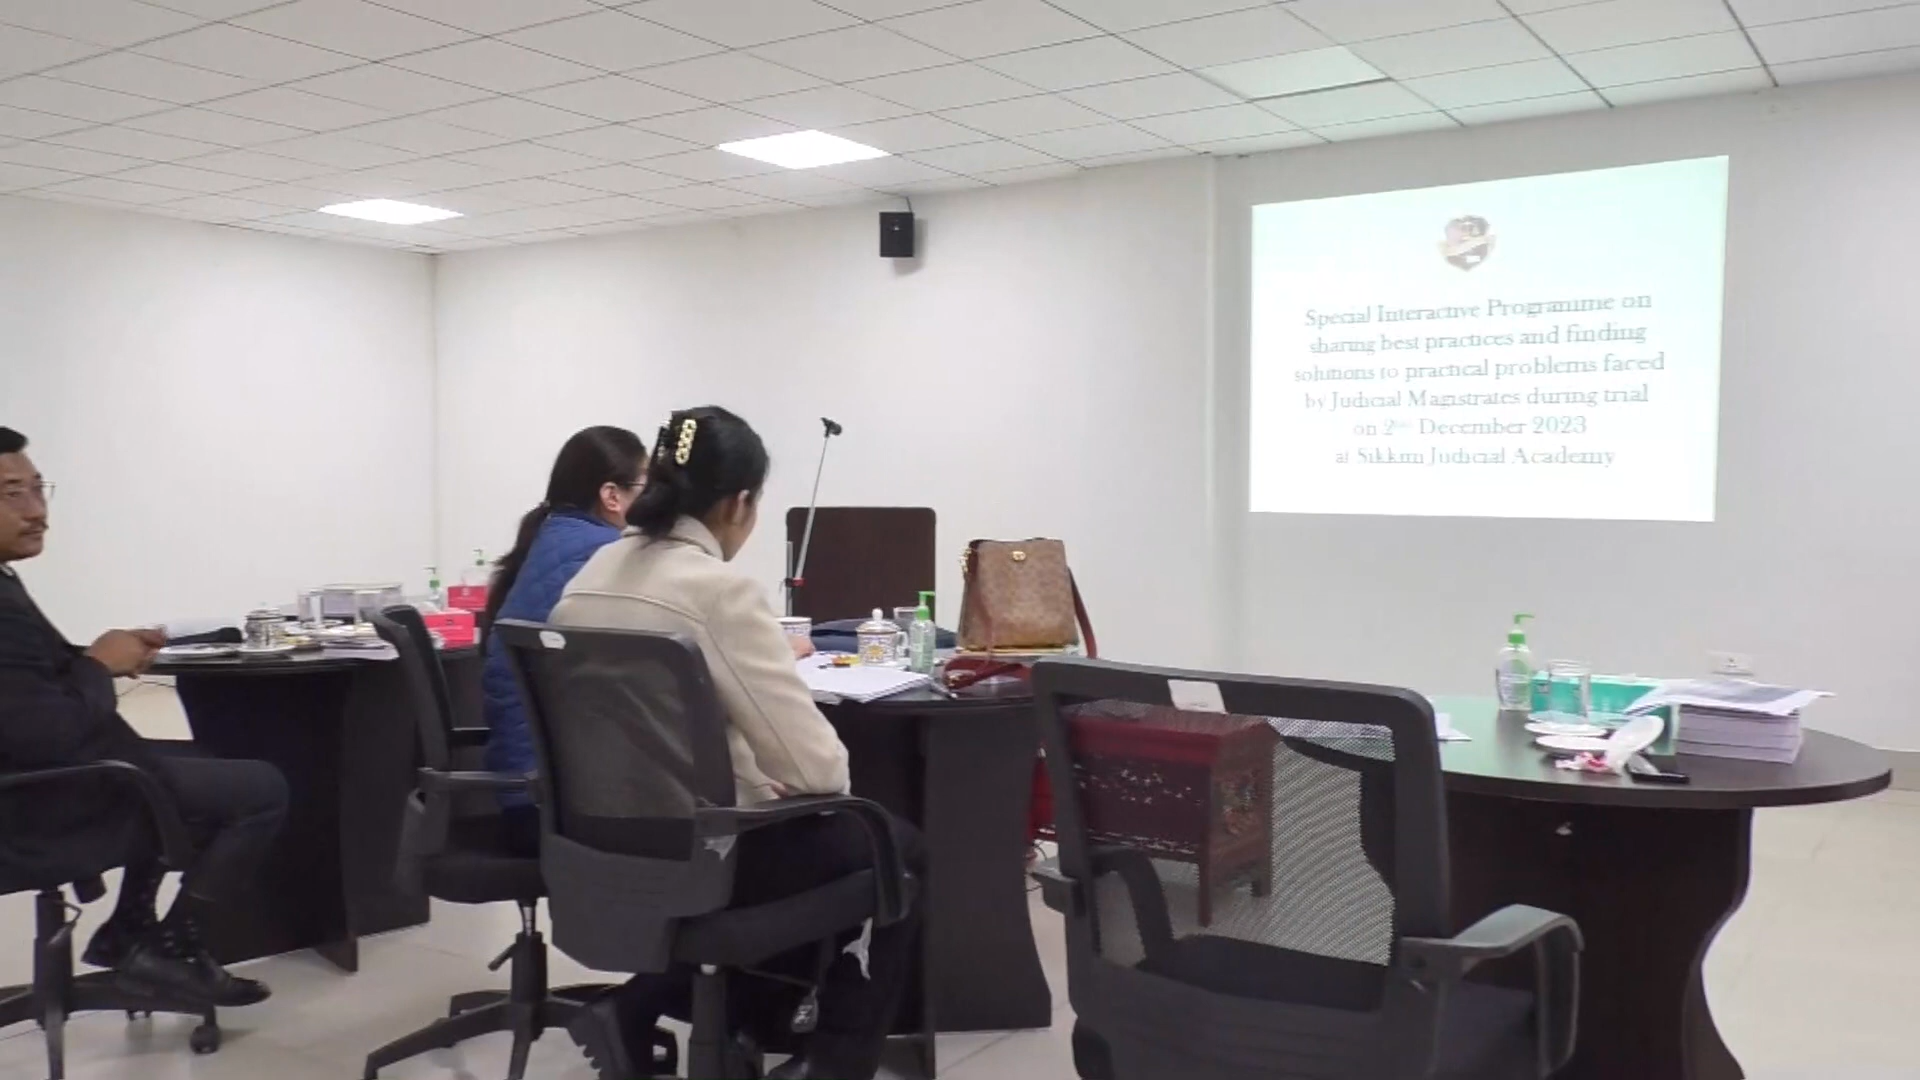 Special Interactive Programme on
sharing best practices and finding
solutions to practical problems faced
by Judicial Magistrates during trial
on 2nd December 2023
at Sikkim Judicial Academy